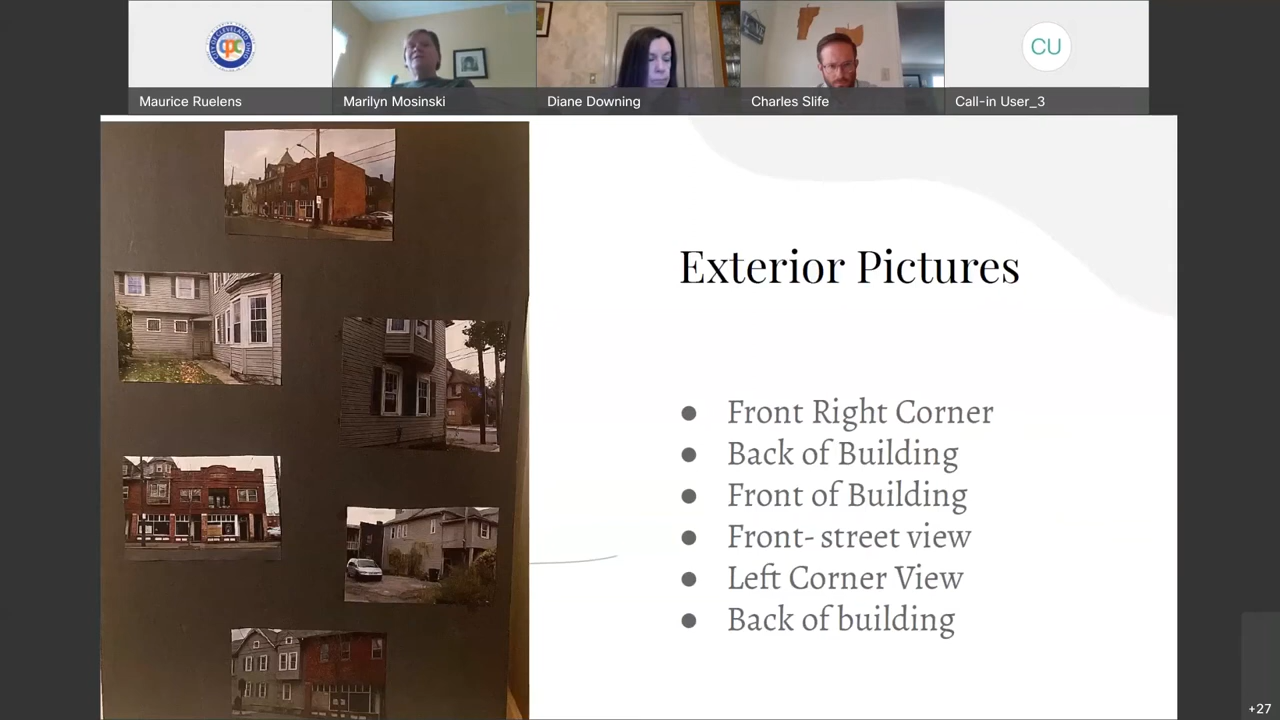 Maurice Ruelens
Marilyn Mosinski
Diane Downing
Charles Slife
CU
Call-in User_3
Exterior Pictures
● Front Right Corner
● Back of Building
● Front of Building
● Front- street view
● Left Corner View
● Back of building
+27